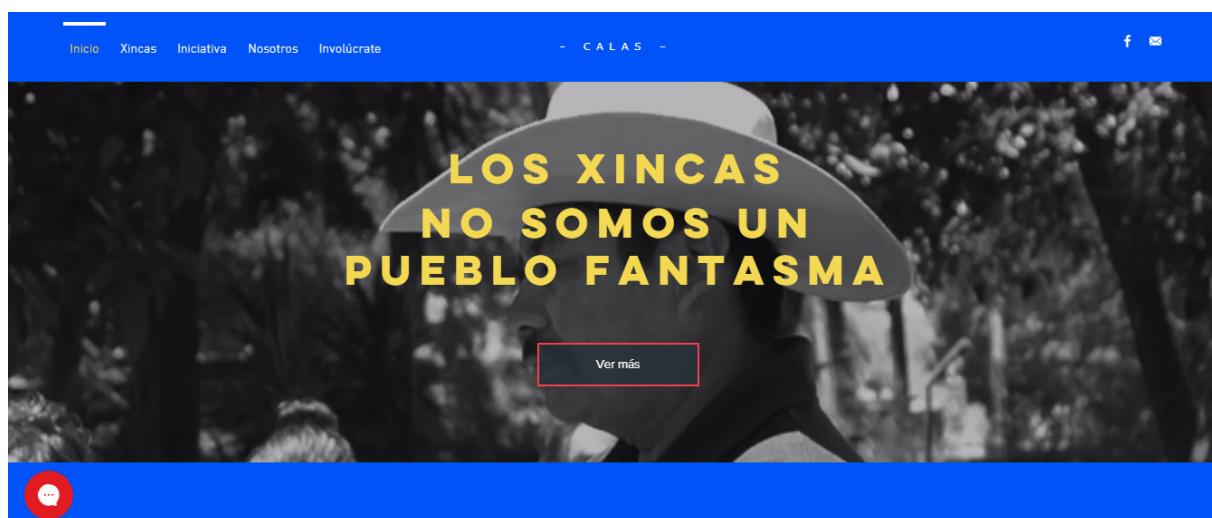 Inicio Xincas Iniciativa Nosotros Involúcrate - CALAS -
LOS XINCAS
NO SOMOS UN
PUEBLO FANTASMA
Ver más